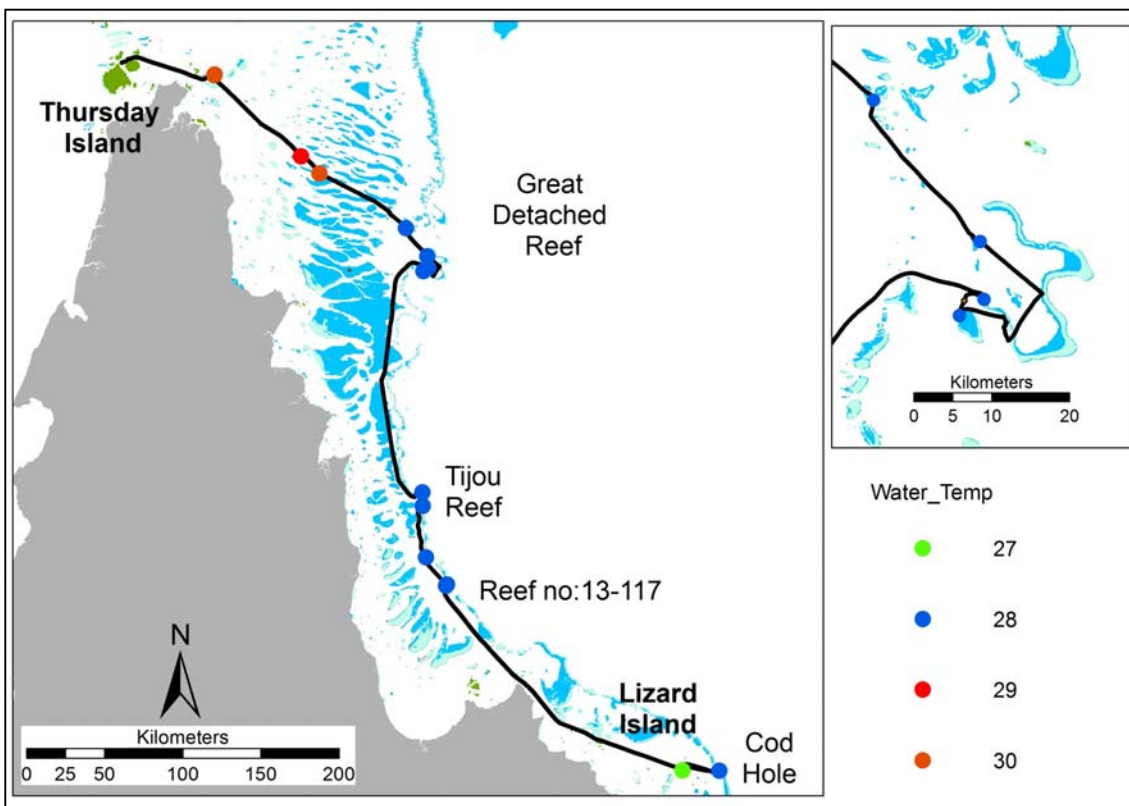 Thursday
Island
Great
Detached
Reef
Tijou
Reef
Reef no:13-117
Lizard
Island
Cod
Hole
N
Kilometers
0 25 50 100 150 200
Kilometers
0 5 10 20
Water_Temp
27
28
29
30